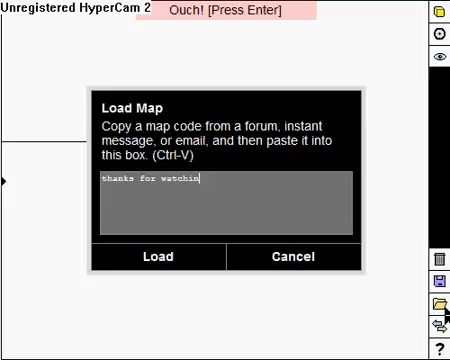 Unregistered HyperCam 2
Ouch! [Press Enter]
Load Map
Copy a map code from a forum, instant
message, or email, and then paste it into
this box. (Ctrl-V)
thanks for watchin
Load Cancel
?